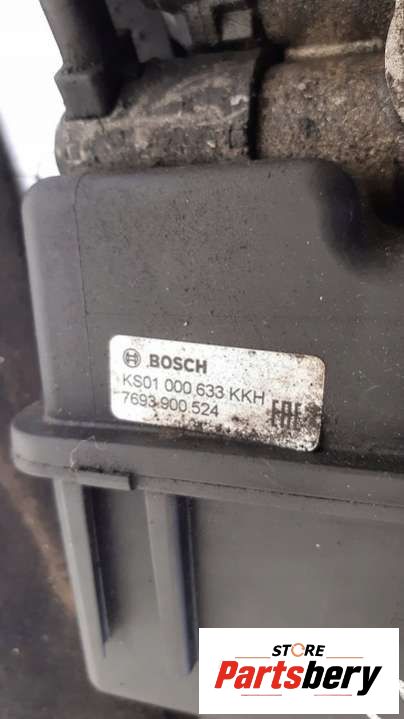 BOSCH
KS01 000 633 KKH
7693 900 524
EAC
STORE
Partsbery